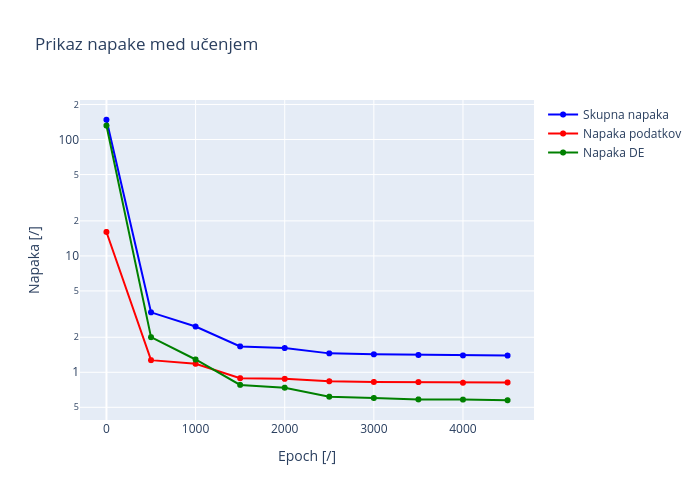 Prikaz napake med učenjem
Skupna napaka
Napaka podatkov
Napaka DE
Napaka [/]
2
100
5
2
10
5
2
1
5
0 1000 2000 3000 4000
Epoch [/]